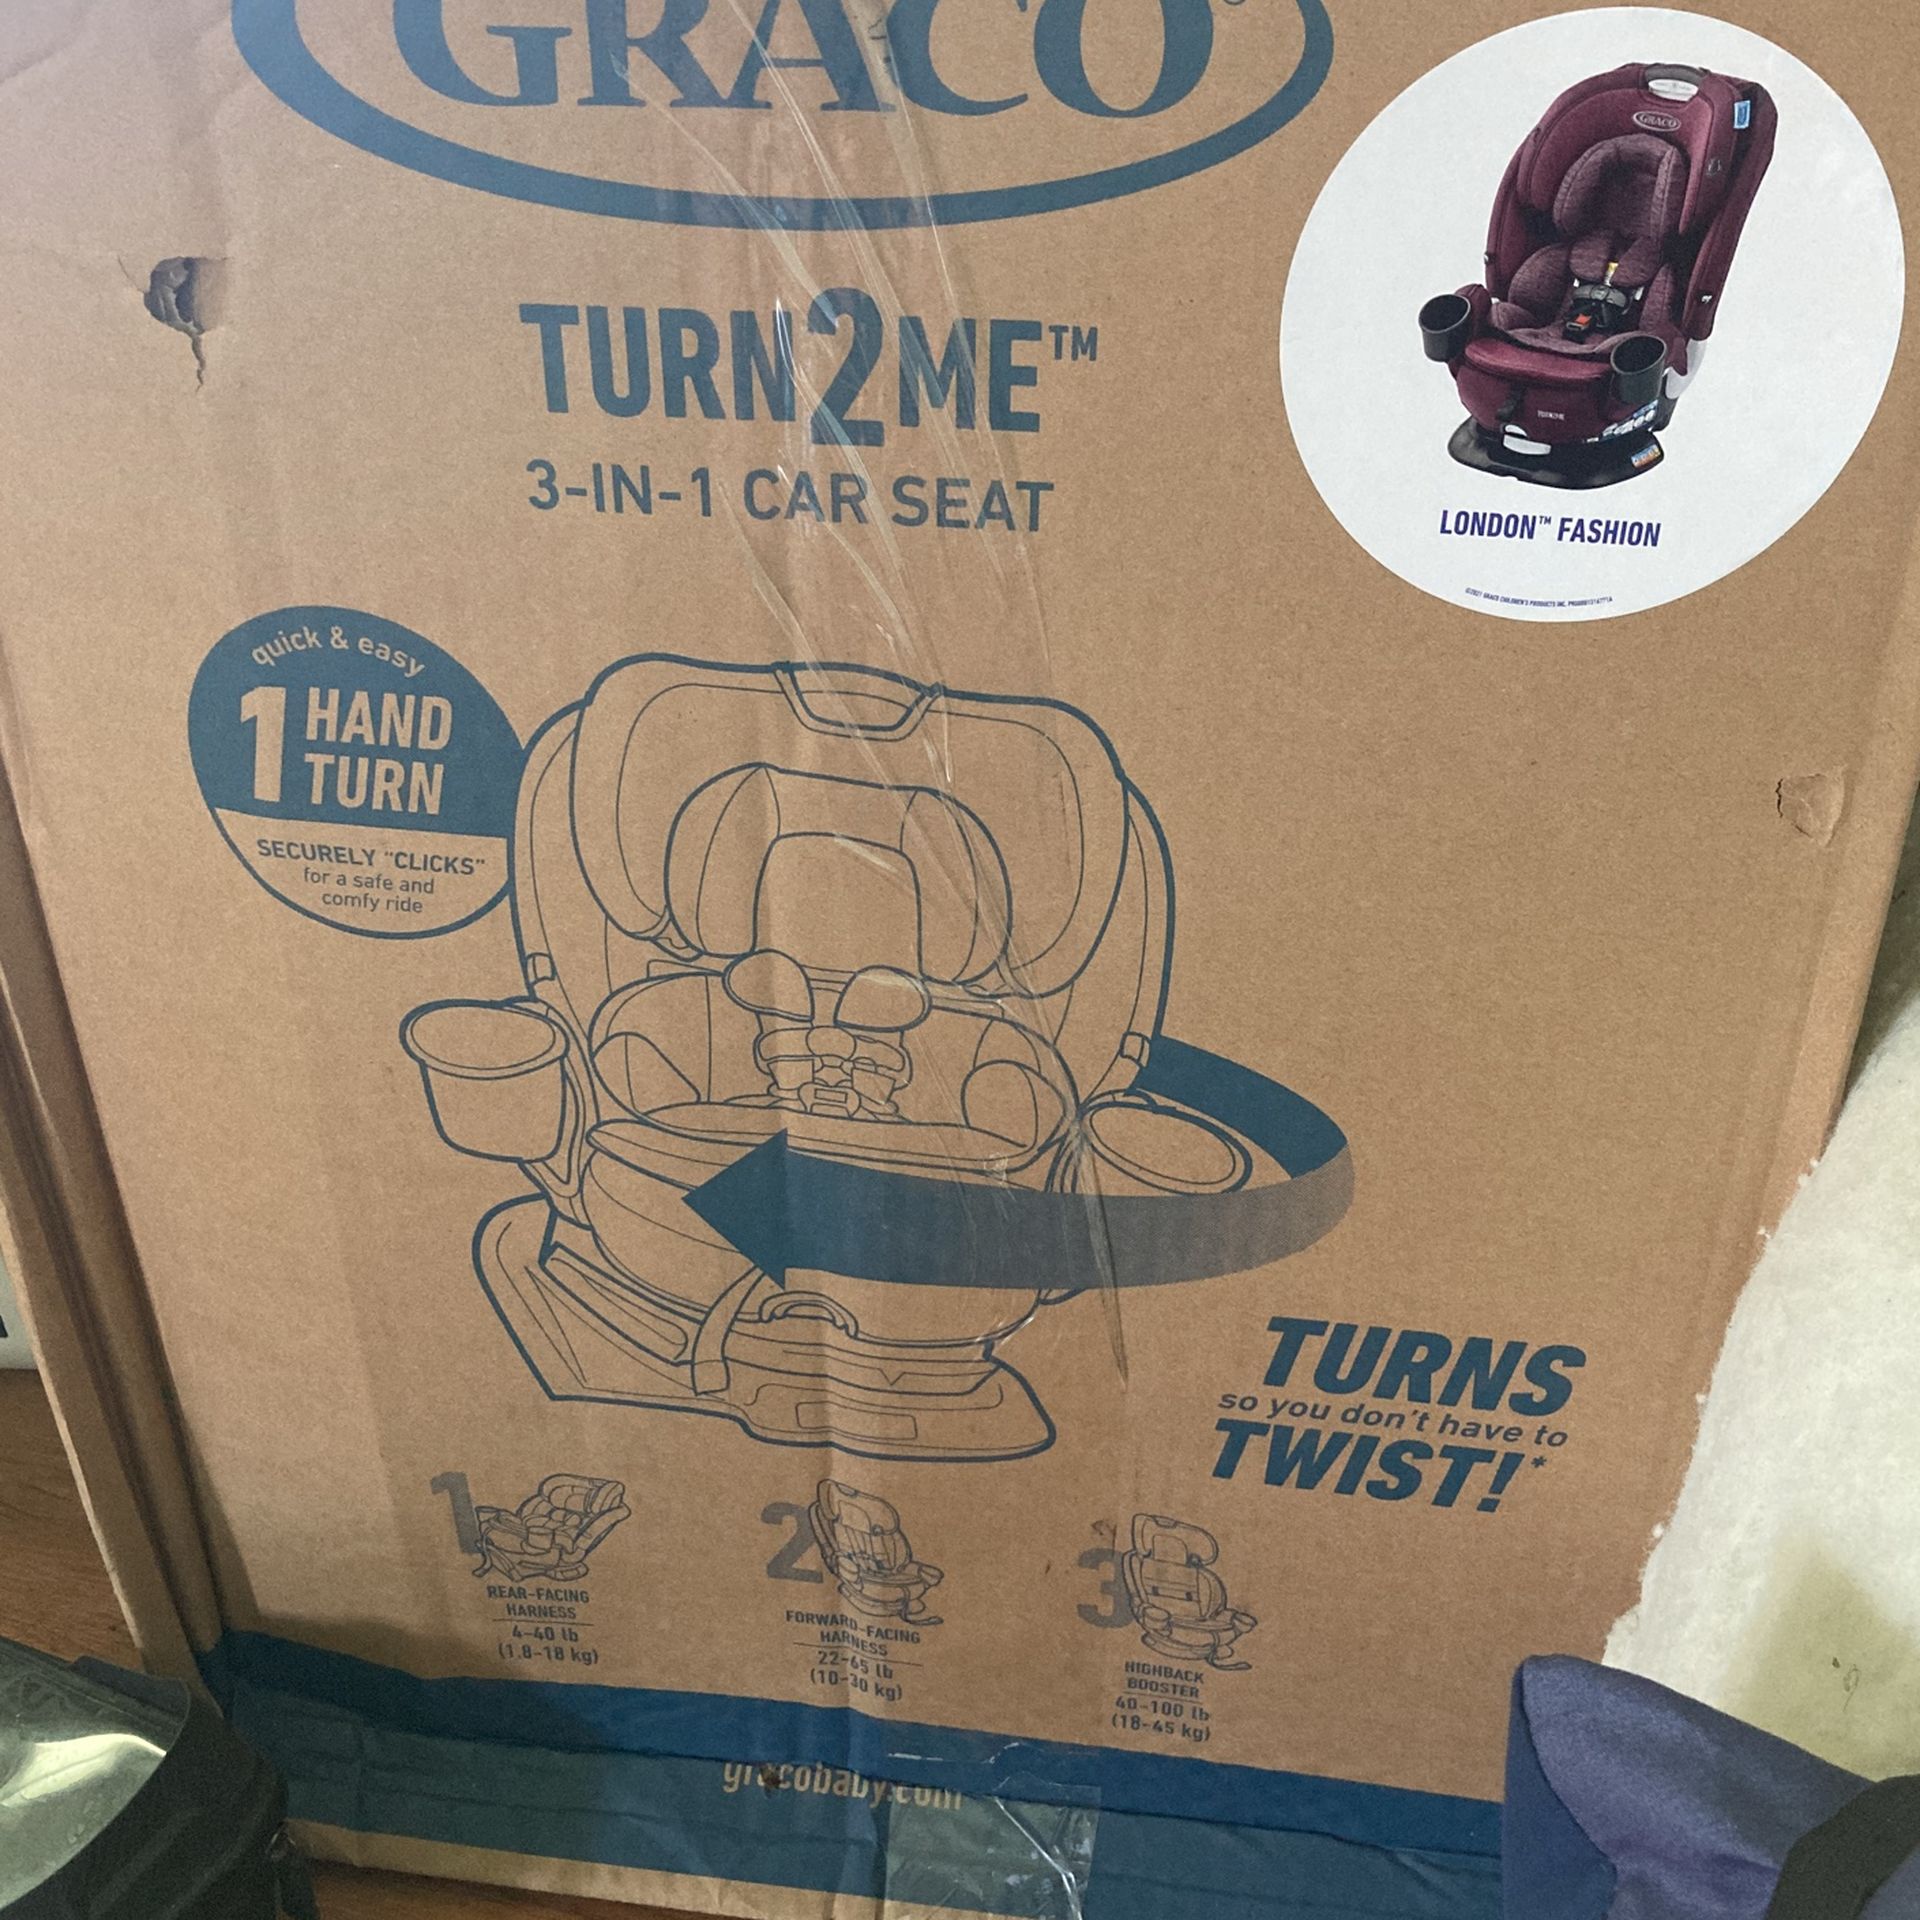 GRACO
TURN2ME™
3-IN-1 CAR SEAT
GRACO
TURN2ME
LONDON™ FASHION
quick & easy
1 HAND
TURN
SECURELY "CLICKS"
for a safe and
comfy ride
TURNS
so you don't have to
TWIST!*
1
REAR-FACING
HARNESS
4-40 lb
(1.8-18 kg)
2
FORWARD-FACING
HARNESS
22-65 lb
(10-30 kg)
3
HIGHBACK
BOOSTER
40-100 lb
(18-45 kg)
gracobaby.com